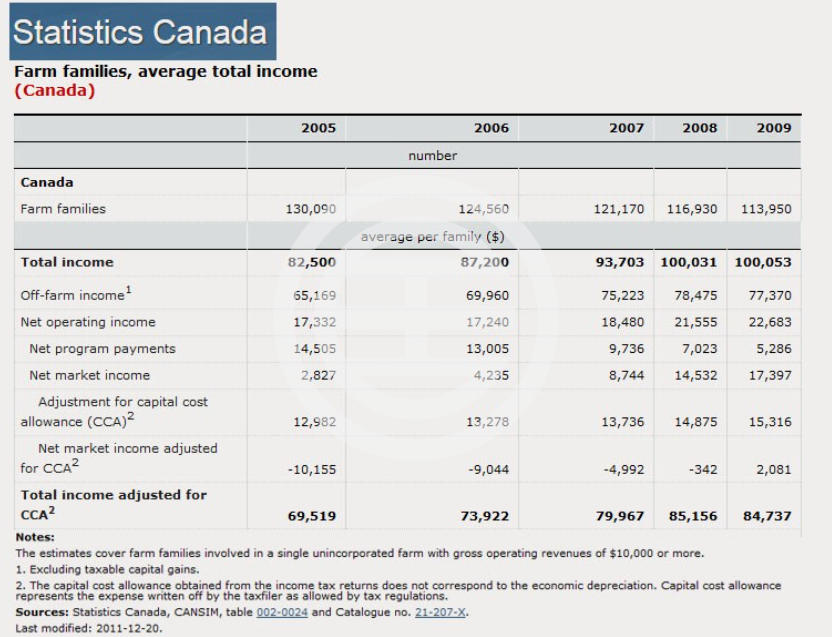 Statistics Canada
Farm families, average total income
(Canada)
2005 2006 2007 2008 2009
number
Canada
Farm families 130,090 124,560 121,170 116,930 113,950
average per family ($)
Total income 82,500 87,200 93,703 100,031 100,053
Off-farm income1 65,169 69,960 75,223 78,475 77,370
Net operating income 17,332 17,240 18,480 21,555 22,683
Net program payments 14,505 13,005 9,736 7,023 5,286
Net market income 2,827 4,235 8,744 14,532 17,397
Adjustment for capital cost
allowance (CCA)2 12,982 13,278 13,736 14,875 15,316
Net market income adjusted
for CCA2 -10,155 -9,044 -4,992 -342 2,081
Total income adjusted for
CCA2 69,519 73,922 79,967 85,156 84,737
Notes:
The estimates cover farm families involved in a single unincorporated farm with gross operating revenues of $10,000 or more.
1. Excluding taxable capital gains.
2. The capital cost allowance obtained from the income tax returns does not correspond to the economic depreciation. Capital cost allowance
represents the expense written off by the taxfiler as allowed by tax regulations.
Sources: Statistics Canada, CANSIM, table 002-0024 and Catalogue no. 21-207-X.
Last modified: 2011-12-20.